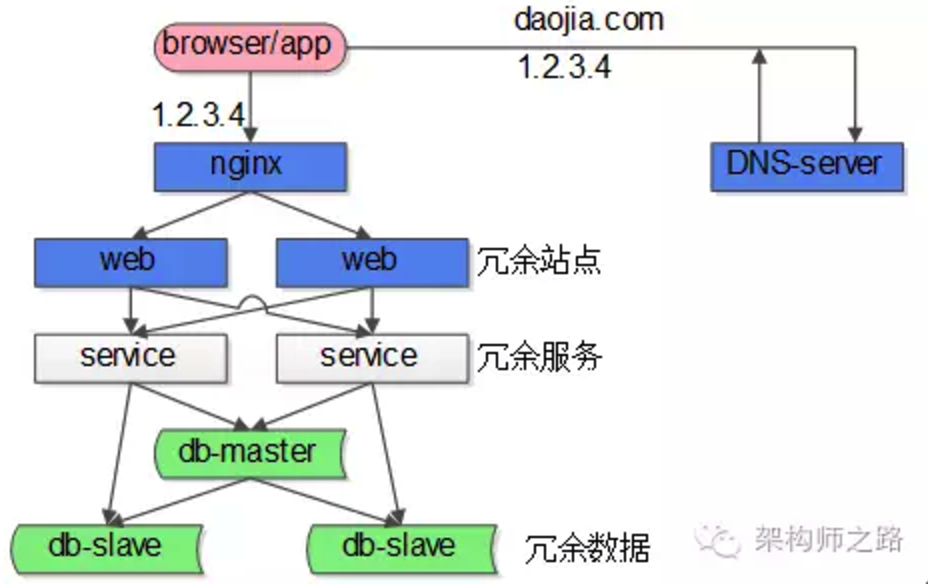 daojia.com
browser/app
1.2.3.4
1.2.3.4
nginx
DNS-server
web
web
冗余站点
service
service
冗余服务
db-master
db-slave
db-slave
冗余数据
架构师之路